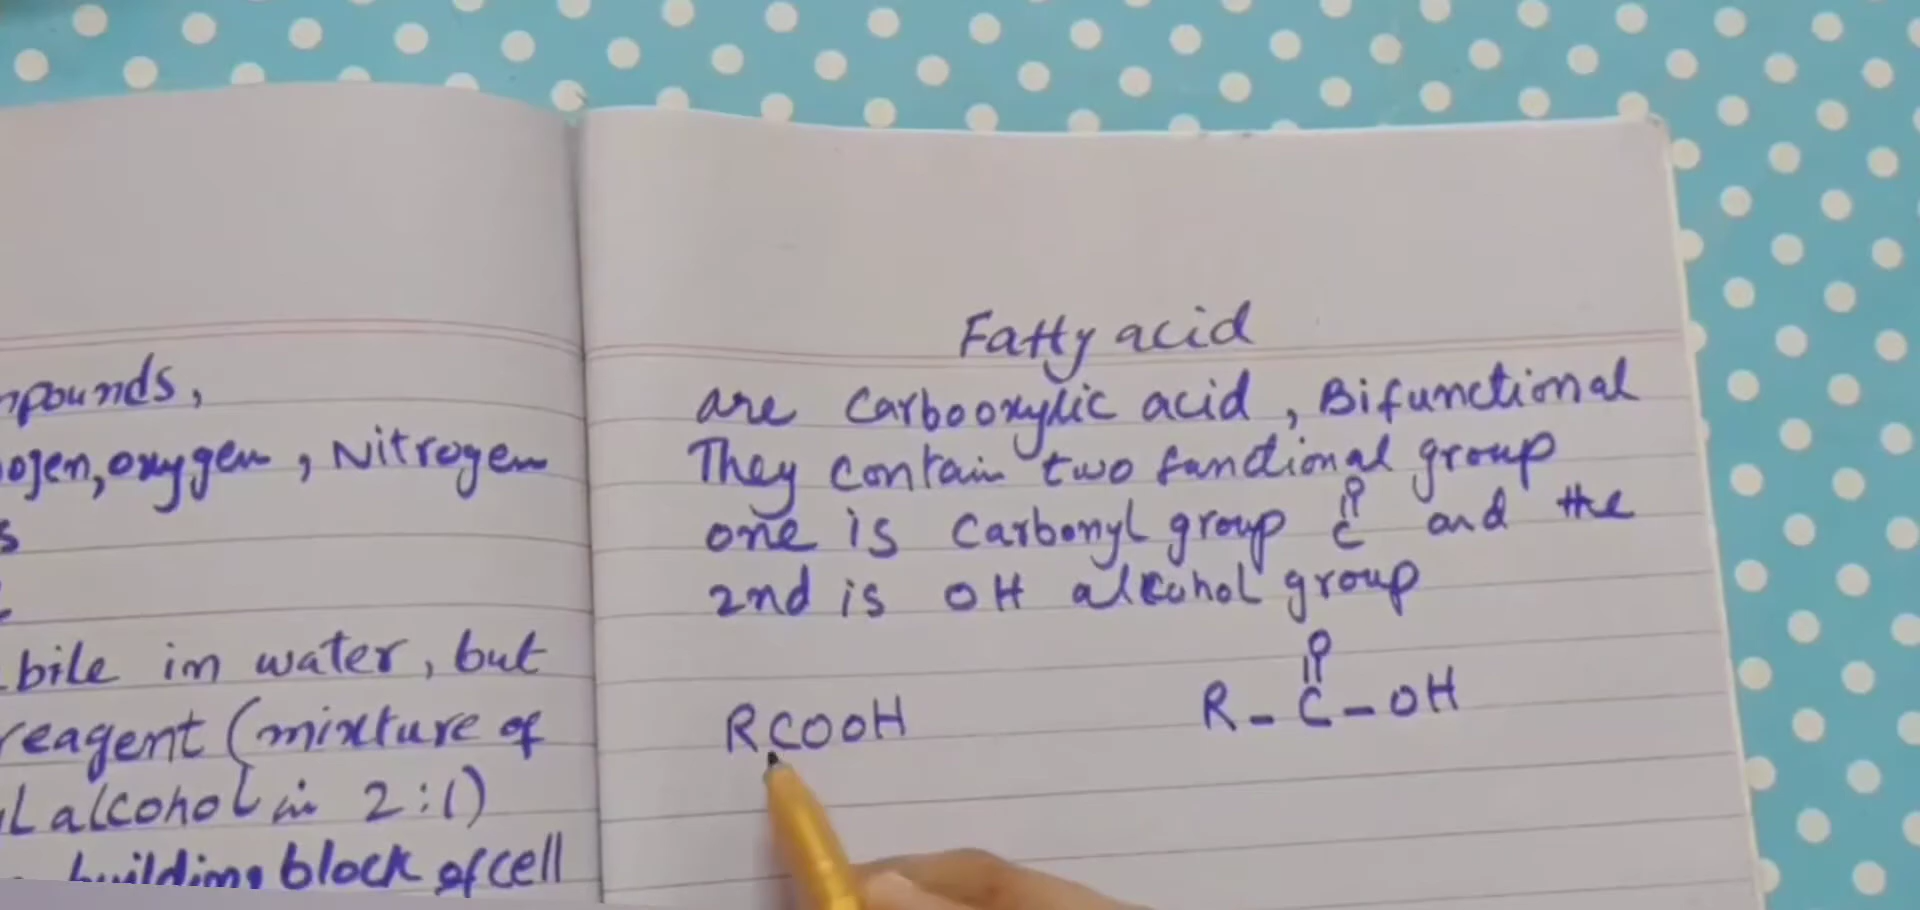 mpounds,
ogen, oxygen, Nitrogen
s
bile in water, but
reagent (mixture of
l alcohol in 2:1)
building block of cell
Fatty acid
are Carbooxylic acid, Bifunctional
They contain two functional group
one is Carbonyl group O=C and the
2nd is OH alcohol group
RCOOH
O
||
R - C - OH